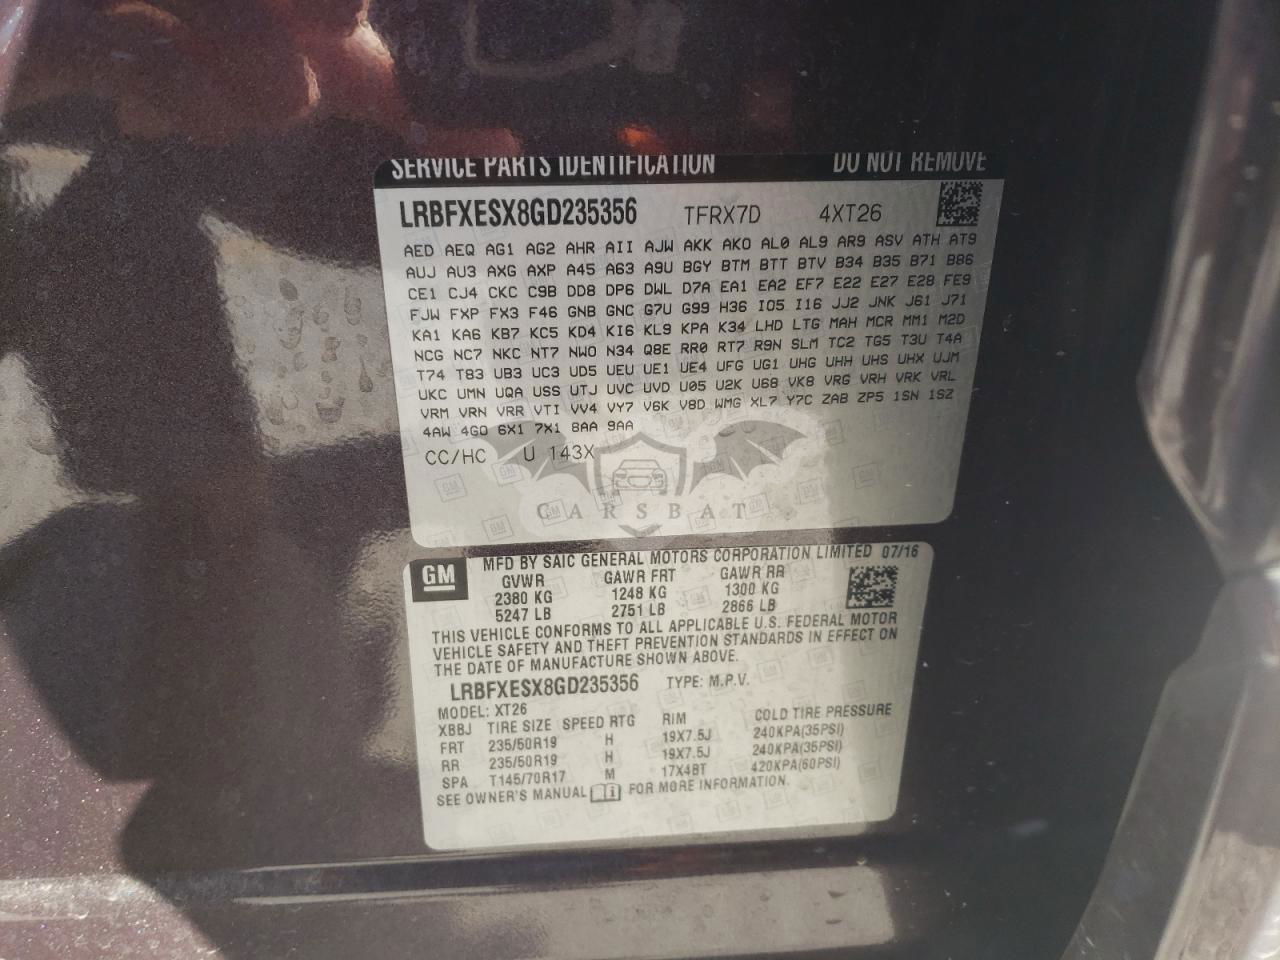 SERVICE PARTS IDENTIFICATION DO NOT REMOVE
LRBFXESX8GD235356 TFRX7D 4XT26
AED AEQ AG1 AG2 AHR AII AJW AKK AKO AL0 AL9 AR9 ASV ATH AT9
AUJ AU3 AXG AXP A45 A63 A9U BGY BTM BTT BTV B34 B35 B71 B86
CE1 CJ4 CKC C9B DD8 DP6 DWL D7A EA1 EA2 EF7 E22 E27 E28 FE9
FJW FXP FX3 F46 GNB GNC G7U G99 H36 IO5 I16 JJ2 JNK J61 J71
KA1 KA6 KB7 KC5 KD4 KI6 KL9 KPA K34 LHD LTG MAH MCR MM1 M2D
NCG NC7 NKC NT7 NWO N34 Q8E RR0 RT7 R9N SLM TC2 TG5 T3U T4A
T74 T83 UB3 UC3 UD5 UEU UE1 UE4 UFG UG1 UHG UHH UHS UHX UJM
UKC UMN UQA USS UTJ UVC UVD U05 U2K U68 VK8 VRG VRH VRK VRL
VRM VRN VRR VTI VV4 VY7 V6K V8D WMG XL7 Y7C ZAB ZP5 1SN 1SZ
4AW 4GO 6X1 7X1 8AA 9AA
CC/HC U 143X
CARSBAT
GM MFD BY SAIC GENERAL MOTORS CORPORATION LIMITED 07/16
GVWR GAWR FRT GAWR RR
2380 KG 1248 KG 1300 KG
5247 LB 2751 LB 2866 LB
THIS VEHICLE CONFORMS TO ALL APPLICABLE U.S. FEDERAL MOTOR
VEHICLE SAFETY AND THEFT PREVENTION STANDARDS IN EFFECT ON
THE DATE OF MANUFACTURE SHOWN ABOVE.
LRBFXESX8GD235356 TYPE: M.P.V.
MODEL: XT26
XBBJ TIRE SIZE SPEED RTG RIM COLD TIRE PRESSURE
FRT 235/50R19 H 19X7.5J 240KPA(35PSI)
RR 235/50R19 H 19X7.5J 240KPA(35PSI)
SPA T145/70R17 M 17X4BT 420KPA(60PSI)
SEE OWNER'S MANUAL FOR MORE INFORMATION.